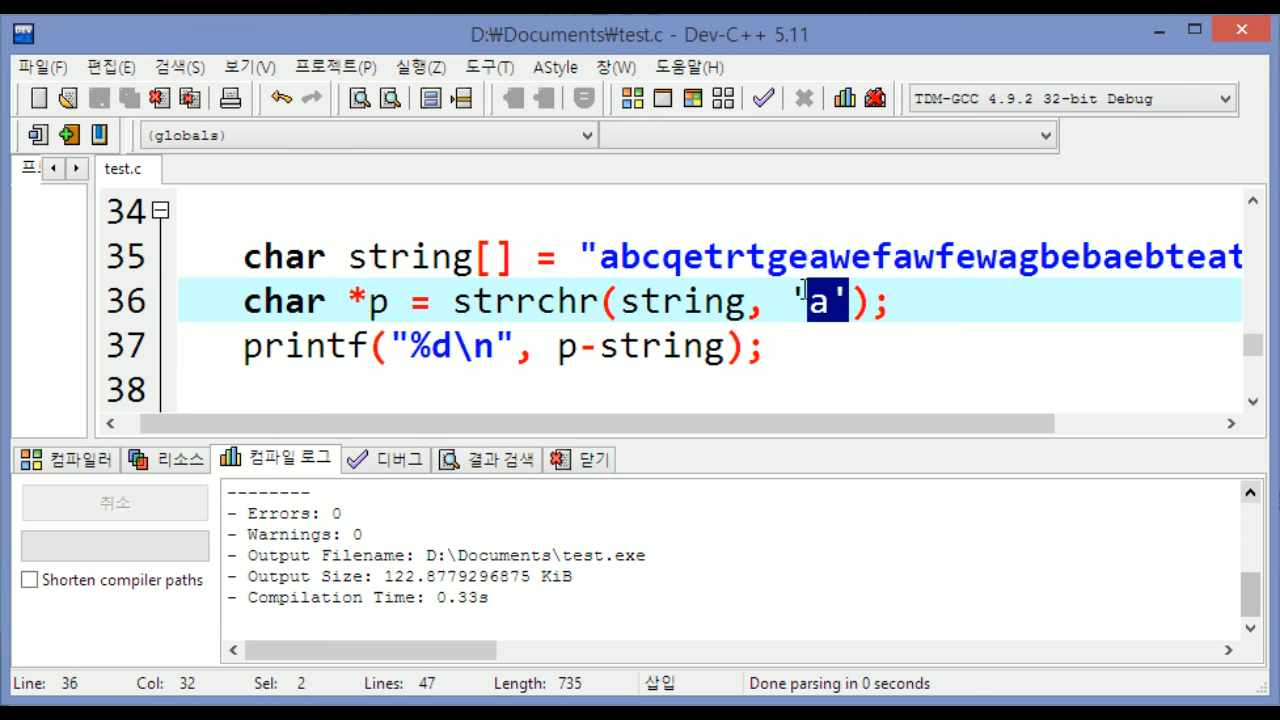 D:₩Documents₩test.c - Dev-C++ 5.11
파일(F) 편집(E) 검색(S) 보기(V) 프로젝트(P) 실행(Z) 도구(T) AStyle 창(W) 도움말(H)
TDM-GCC 4.9.2 32-bit Debug
(globals)
프 test.c
34
35 char string[] = "abcqetrtgeawefawfewagbebaebteat
36 char *p = strrchr(string, 'a');
37 printf("%d\n", p-string);
38
컴파일러 리소스 컴파일 로그 디버그 결과 검색 닫기
취소
Shorten compiler paths
--------
- Errors: 0
- Warnings: 0
- Output Filename: D:\Documents\test.exe
- Output Size: 122.8779296875 KiB
- Compilation Time: 0.33s
Line: 36 Col: 32 Sel: 2 Lines: 47 Length: 735 삽입 Done parsing in 0 seconds